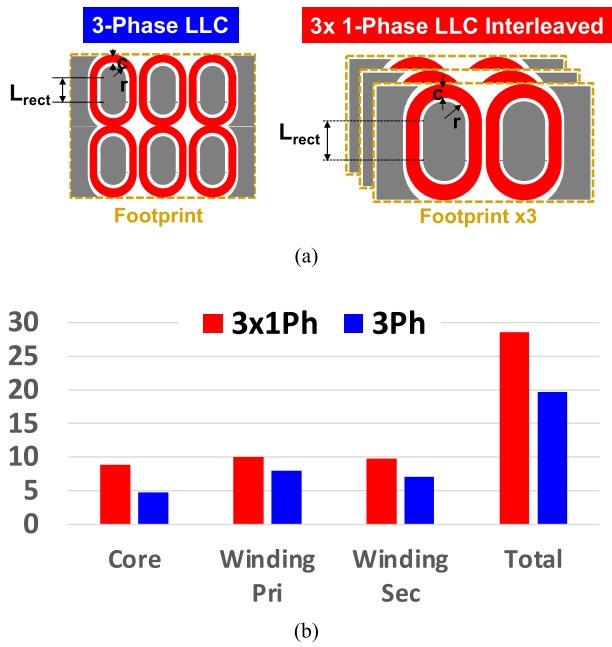 3-Phase LLC
3x 1-Phase LLC Interleaved
c
r
Lrect
Footprint
c
r
Lrect
Footprint x3
(a)
3x1Ph 3Ph
30
25
20
15
10
5
0
Core
Winding
Pri
Winding
Sec
Total
(b)